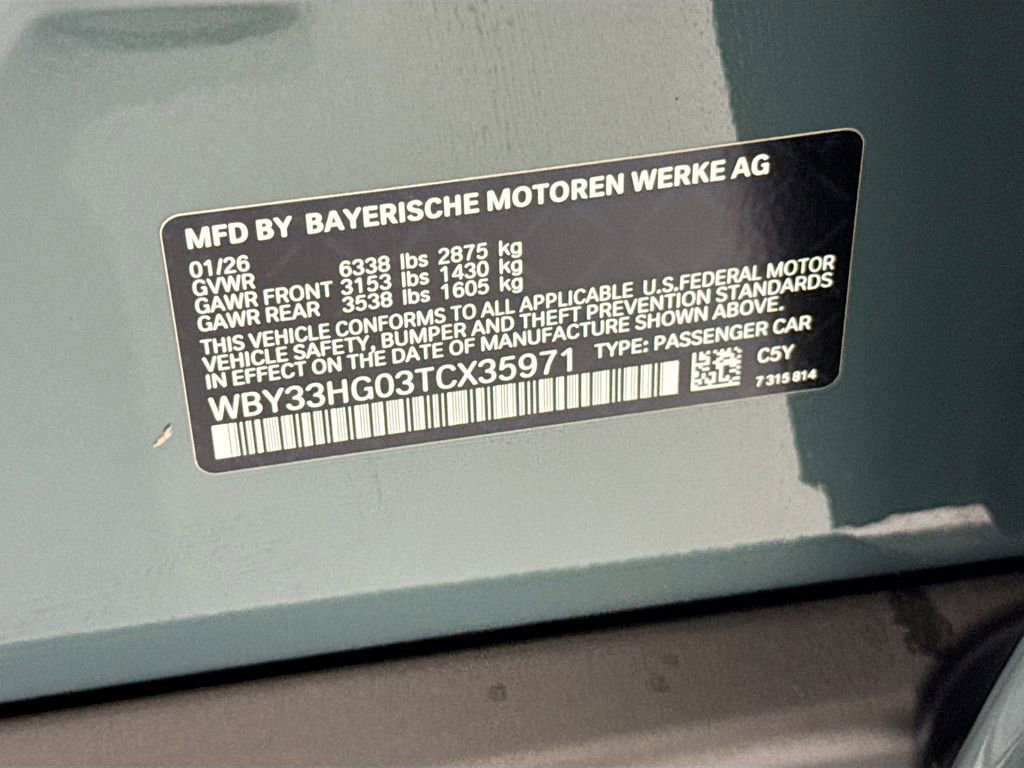 MFD BY BAYERISCHE MOTOREN WERKE AG
01/26
GVWR 6338 lbs 2875 kg
GAWR FRONT 3153 lbs 1430 kg
GAWR REAR 3538 lbs 1605 kg
THIS VEHICLE CONFORMS TO ALL APPLICABLE U.S.FEDERAL MOTOR
VEHICLE SAFETY, BUMPER AND THEFT PREVENTION STANDARDS
IN EFFECT ON THE DATE OF MANUFACTURE SHOWN ABOVE.
WBY33HG03TCX35971 TYPE: PASSENGER CAR
C5Y
7 315 814